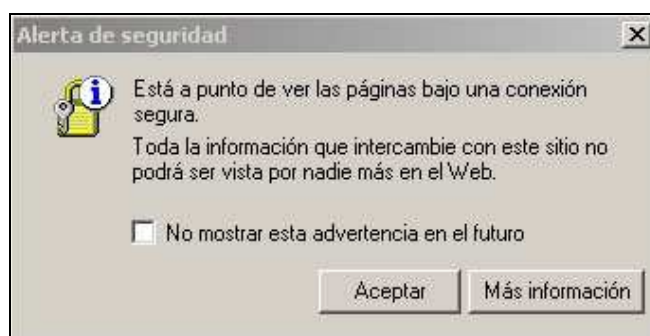 Alerta de seguridad
Está a punto de ver las páginas bajo una conexión
segura.
Toda la información que intercambie con este sitio no
podrá ser vista por nadie más en el Web.
No mostrar esta advertencia en el futuro
Aceptar
Más información